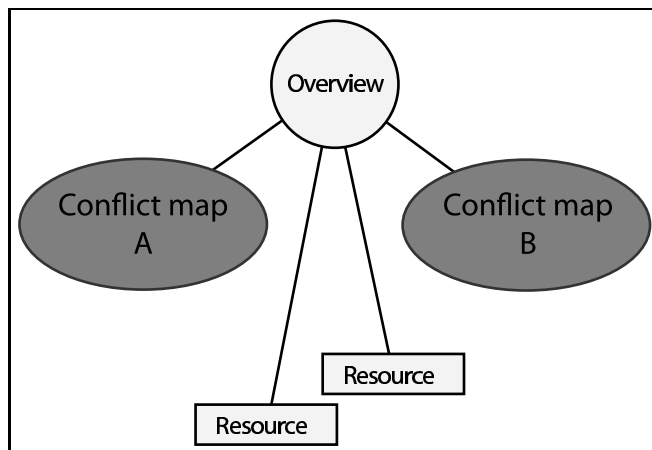 Overview
Conflict map
A
Conflict map
B
Resource
Resource